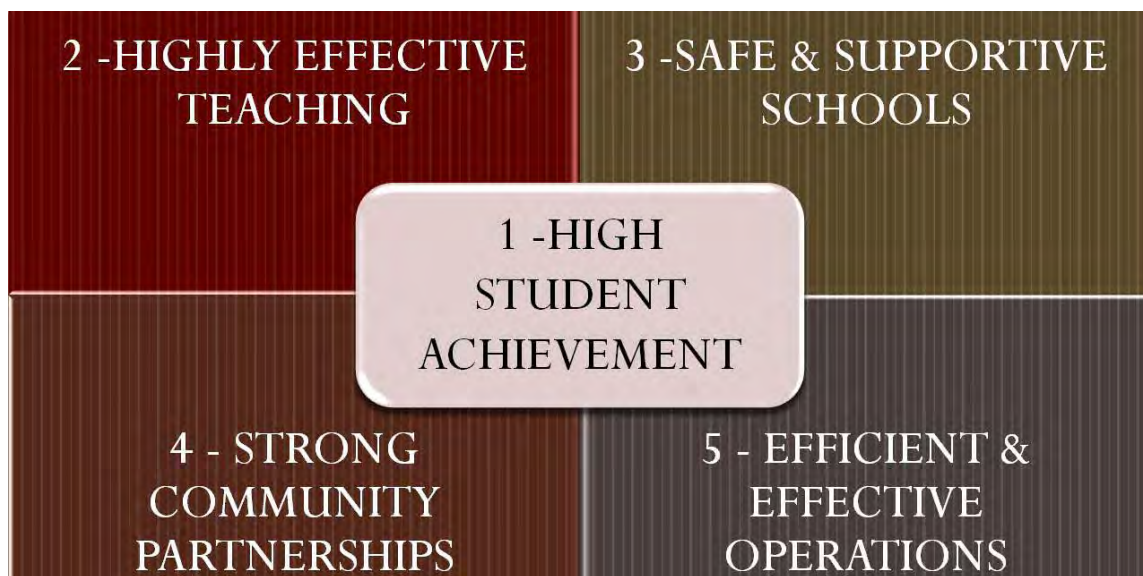 2 -HIGHLY EFFECTIVE
TEACHING
3 -SAFE & SUPPORTIVE
SCHOOLS
1 -HIGH
STUDENT
ACHIEVEMENT
4 - STRONG
COMMUNITY
PARTNERSHIPS
5 - EFFICIENT &
EFFECTIVE
OPERATIONS